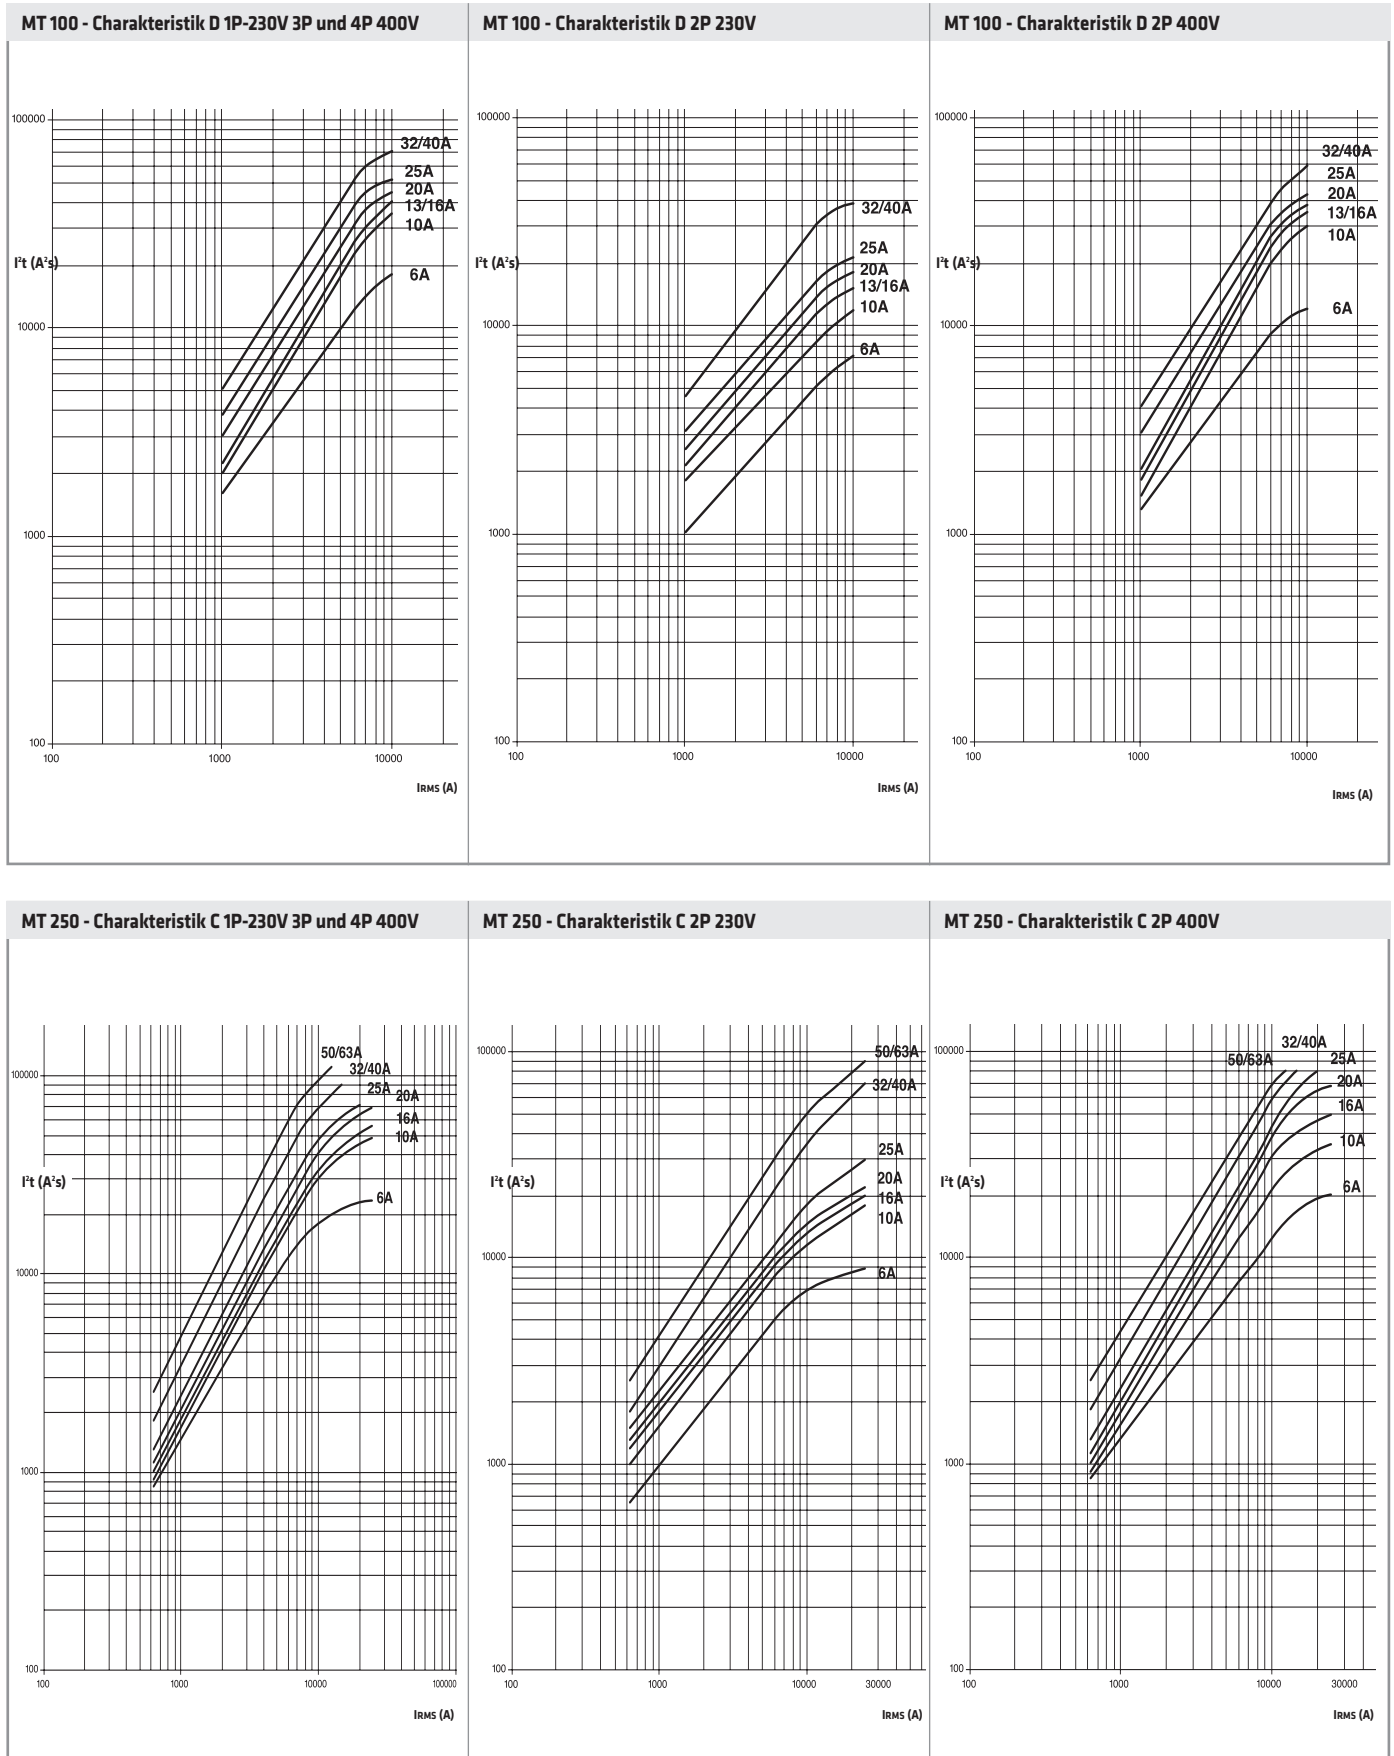 MT 100 - Charakteristik D 1P-230V 3P und 4P 400V
100000
32/40A
25A
20A
13/16A
10A
I²t (A²s)
6A
10000
1000
100
100
1000
10000
IRMS (A)
MT 100 - Charakteristik D 2P 230V
100000
32/40A
25A
I²t (A²s)
20A
13/16A
10A
10000
6A
1000
100
100
1000
10000
IRMS (A)
MT 100 - Charakteristik D 2P 400V
100000
32/40A
25A
20A
13/16A
10A
I²t (A²s)
6A
10000
1000
100
100
1000
10000
IRMS (A)
MT 250 - Charakteristik C 1P-230V 3P und 4P 400V
50/63A
32/40A
100000
25A
20A
16A
10A
I²t (A²s)
6A
10000
1000
100
100
1000
10000
100000
IRMS (A)
MT 250 - Charakteristik C 2P 230V
100000
50/63A
32/40A
25A
I²t (A²s)
20A
16A
10A
10000
6A
1000
100
100
1000
10000
30000
IRMS (A)
MT 250 - Charakteristik C 2P 400V
32/40A
100000
50/63A
25A
20A
16A
10A
I²t (A²s)
6A
10000
1000
100
100
1000
10000
30000
IRMS (A)